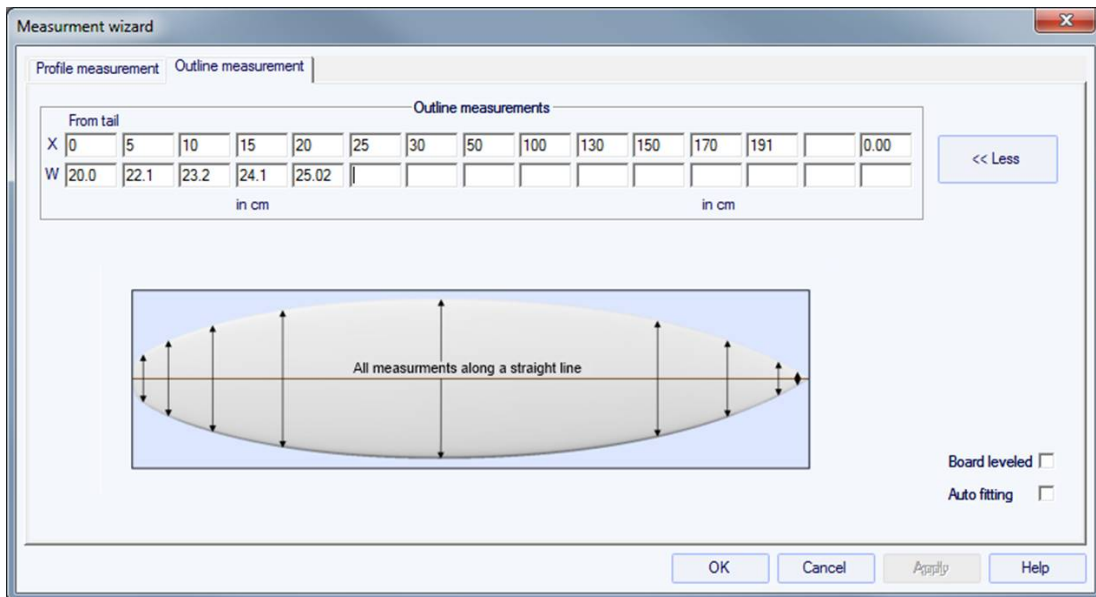 Measurment wizard
Profile measurement Outline measurement
Outline measurements
From tail
X 0 5 10 15 20 25 30 50 100 130 150 170 191 0.00
<< Less
W 20.0 22.1 23.2 24.1 25.02
in cm in cm
All measurments along a straight line
Board leveled
Auto fitting
OK Cancel Apply Help